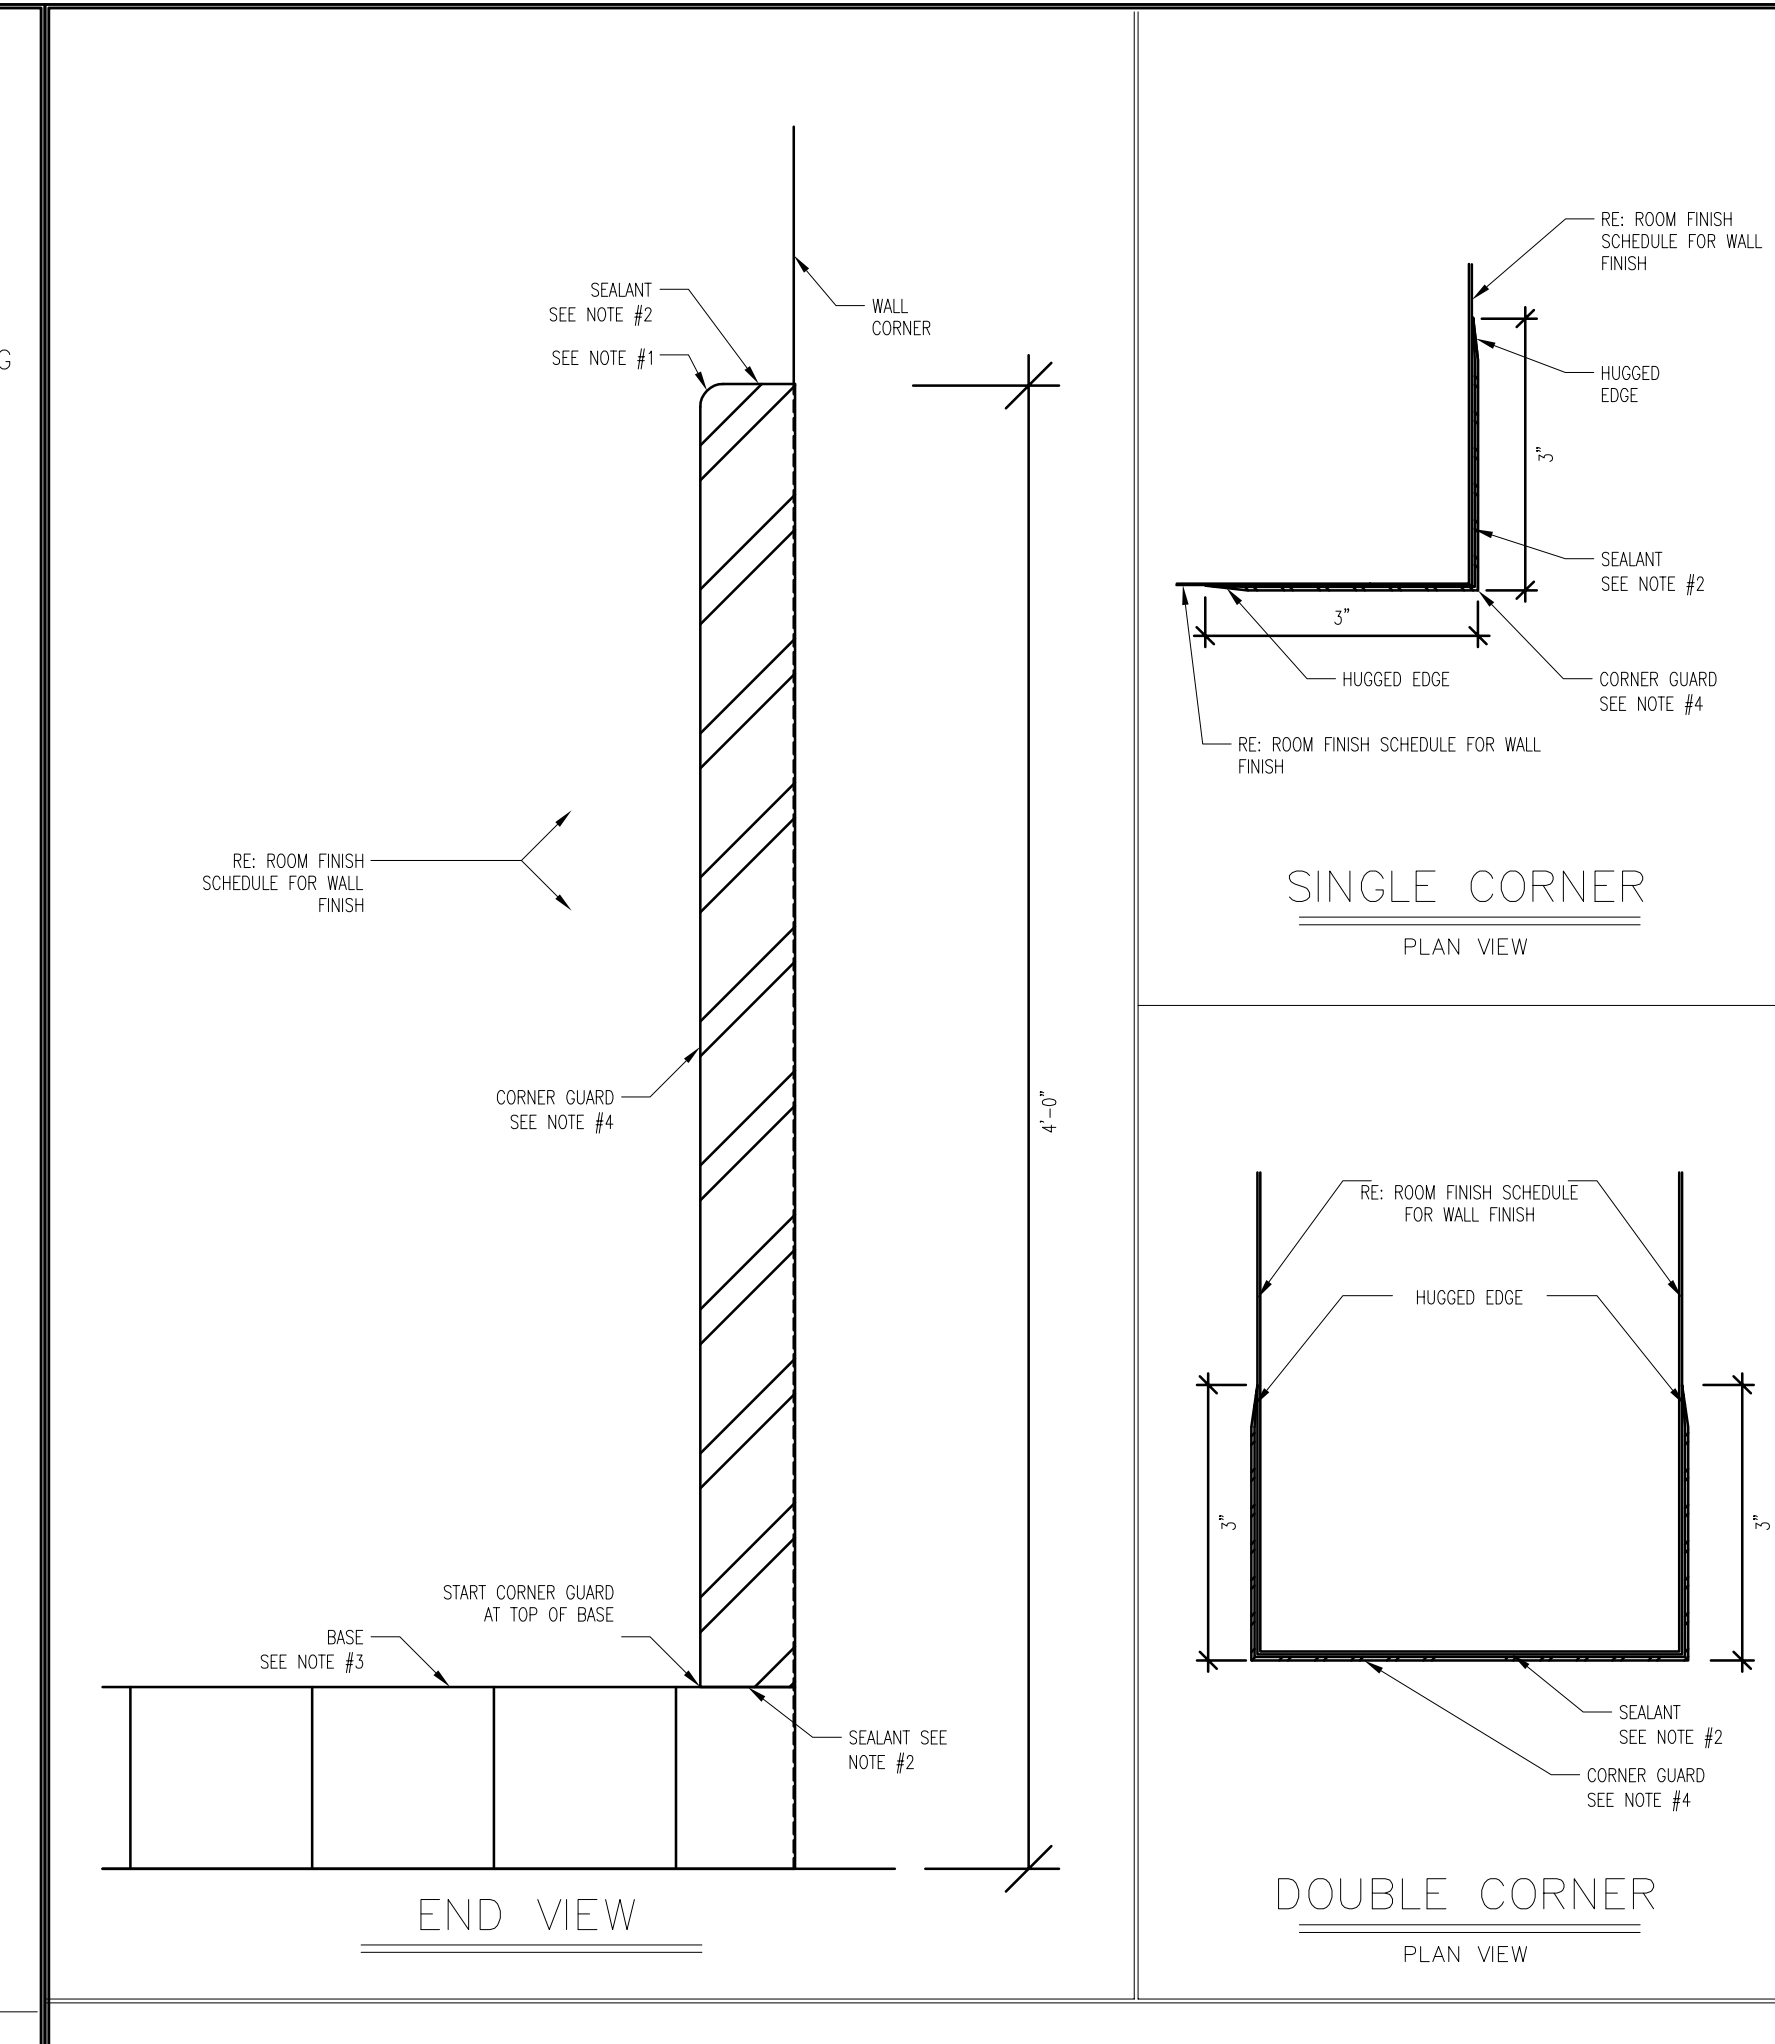 G
SEALANT
SEE NOTE #2
SEE NOTE #1
WALL
CORNER
RE: ROOM FINISH
SCHEDULE FOR WALL
FINISH
CORNER GUARD
SEE NOTE #4
4'-0"
START CORNER GUARD
AT TOP OF BASE
BASE
SEE NOTE #3
SEALANT SEE
NOTE #2
END VIEW
RE: ROOM FINISH
SCHEDULE FOR WALL
FINISH
HUGGED
EDGE
3"
SEALANT
SEE NOTE #2
3"
HUGGED EDGE
CORNER GUARD
SEE NOTE #4
RE: ROOM FINISH SCHEDULE FOR WALL
FINISH
SINGLE CORNER
PLAN VIEW
RE: ROOM FINISH SCHEDULE
FOR WALL FINISH
HUGGED EDGE
3"
3"
SEALANT
SEE NOTE #2
CORNER GUARD
SEE NOTE #4
DOUBLE CORNER
PLAN VIEW